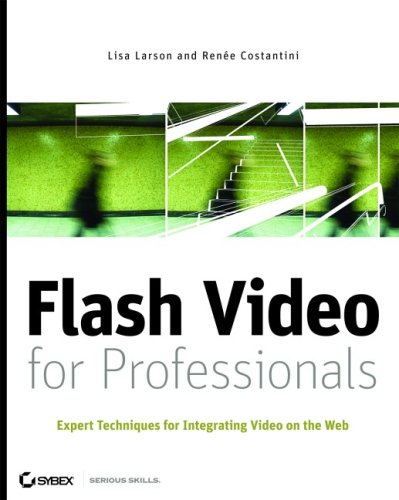 Lisa Larson and Renée Costantini
Flash Video
for Professionals
Expert Techniques for Integrating Video on the Web
SYBEX
SERIOUS SKILLS.